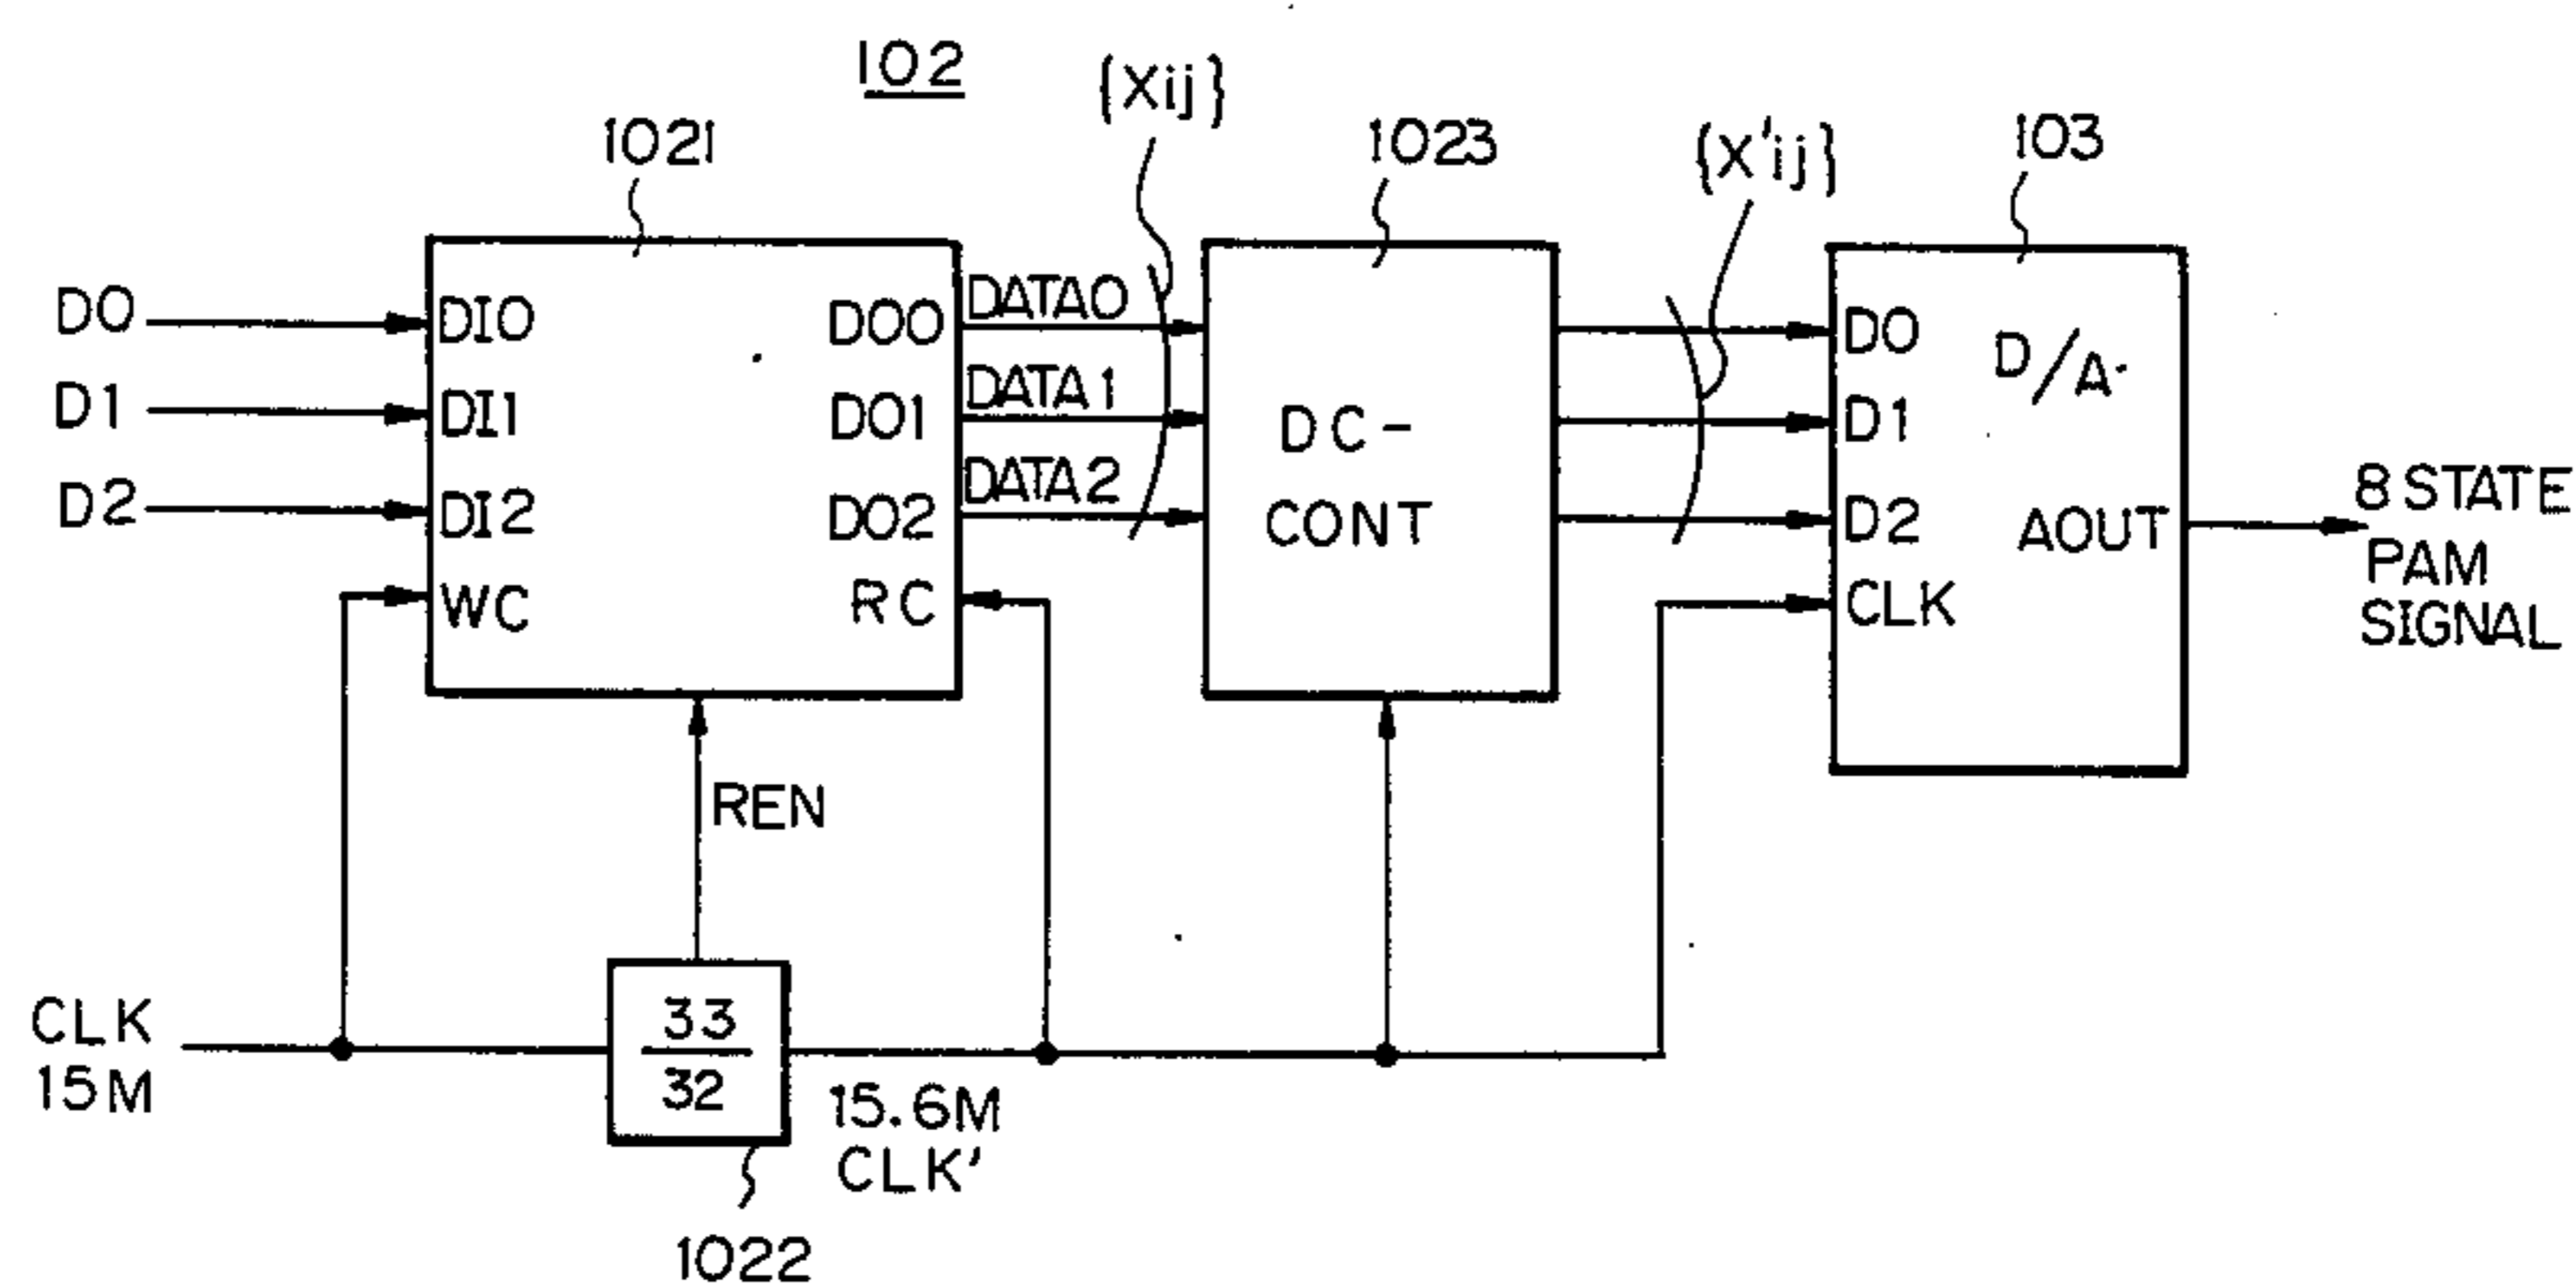 102
{Xij}
1021
1023
{X'ij}
103
D0
D1
D2
DI0
DI1
DI2
WC
DO0
DO1
DO2
RC
DATA0
DATA1
DATA2
DC-
CONT
D0
D1
D2
CLK
D/A
AOUT
8 STATE
PAM
SIGNAL
REN
CLK
15M
33
32
15.6M
CLK'
1022